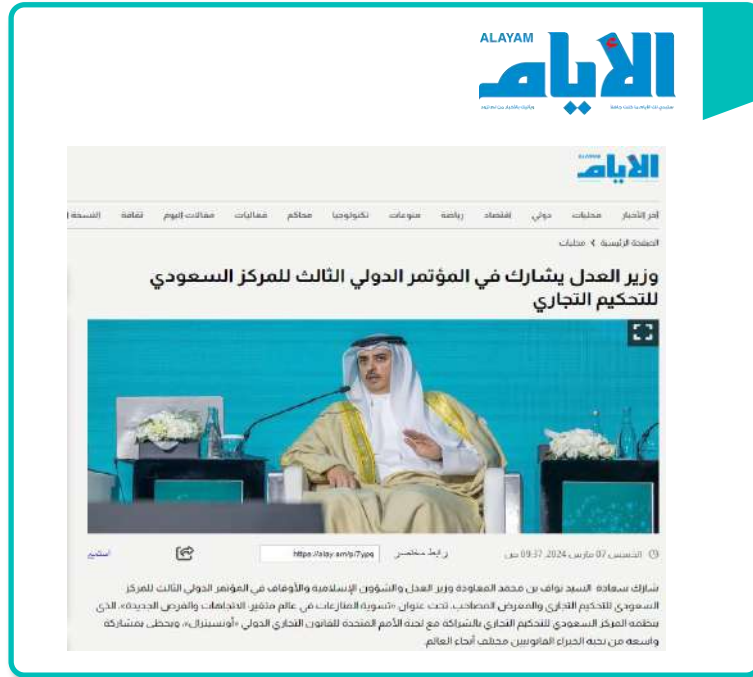 ALAYAM
الأيام
ALAYAM
الايام
آخر الأخبار محليات دولي اقتصاد رياضة منوعات تكنولوجيا محاكم فعاليات مقالات اليوم ثقافة النسخة
الصفحة الرئيسية محليات
وزير العدل يشارك في المؤتمر الدولي الثالث للمركز السعودي
للتحكيم التجاري
الخميس 07 مارس 2024، 09:37 ص رابط مختصر https://alay.am/p/7ypq استمع
شارك سعادة السيد نواف بن محمد المعاودة وزير العدل والشؤون الإسلامية والأوقاف في المؤتمر الدولي الثالث للمركز
السعودي للتحكيم التجاري والمعرض المصاحب، تحت عنوان «تسوية المنازعات في عالم متغير، الاتجاهات والفرص الجديدة»، الذي
ينظمه المركز السعودي للتحكيم التجاري بالشراكة مع لجنة الأمم المتحدة للقانون التجاري الدولي «أونسيترال»، ويحظى بمشاركة
واسعة من نخبة الخبراء القانونيين مختلف أنحاء العالم.